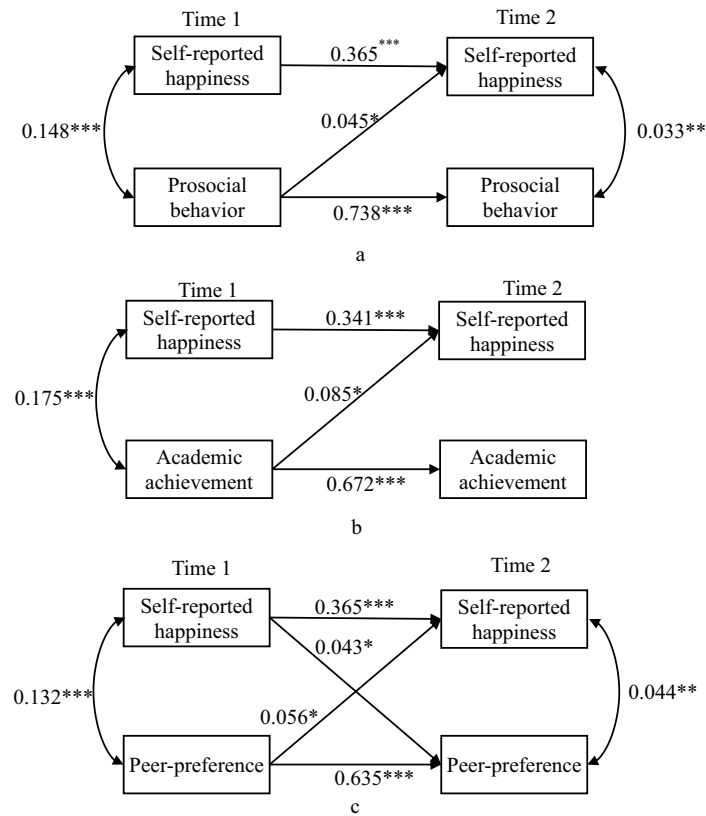 Time 1
Time 2
Self-reported
happiness
0.365***
Self-reported
happiness
0.148***
0.045*
0.033**
Prosocial
behavior
0.738***
Prosocial
behavior
a
Time 1
Time 2
Self-reported
happiness
0.341***
Self-reported
happiness
0.175***
0.085*
Academic
achievement
0.672***
Academic
achievement
b
Time 1
Time 2
Self-reported
happiness
0.365***
Self-reported
happiness
0.043*
0.132***
0.044**
0.056*
Peer-preference
0.635***
Peer-preference
c